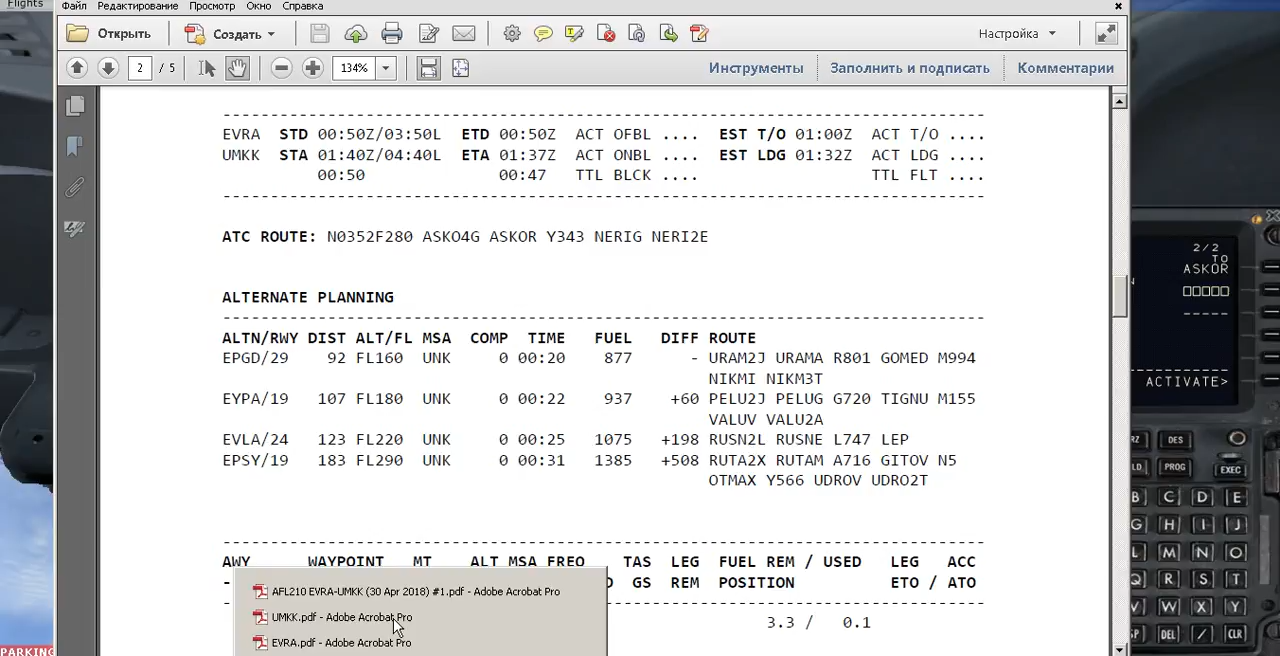 Flights
Файл Редактирование Просмотр Окно Справка
Открыть Создать Настройка
2 / 5 134% Инструменты Заполнить и подписать Комментарии
--------------------------------------------------------------------------
EVRA STD 00:50Z/03:50L ETD 00:50Z ACT OFBL .... EST T/O 01:00Z ACT T/O ....
UMKK STA 01:40Z/04:40L ETA 01:37Z ACT ONBL .... EST LDG 01:32Z ACT LDG ....
00:50 00:47 TTL BLCK .... TTL FLT ....
--------------------------------------------------------------------------
ATC ROUTE: N0352F280 ASKO4G ASKOR Y343 NERIG NERI2E
ALTERNATE PLANNING
--------------------------------------------------------------------------
ALTN/RWY DIST ALT/FL MSA COMP TIME FUEL DIFF ROUTE
EPGD/29 92 FL160 UNK 0 00:20 877 - URAM2J URAMA R801 GOMED M994
NIKMI NIKM3T
EYPA/19 107 FL180 UNK 0 00:22 937 +60 PELU2J PELUG G720 TIGNU M155
VALUV VALU2A
EVLA/24 123 FL220 UNK 0 00:25 1075 +198 RUSN2L RUSNE L747 LEP
EPSY/19 183 FL290 UNK 0 00:31 1385 +508 RUTA2X RUTAM A716 GITOV N5
OTMAX Y566 UDROV UDRO2T
--------------------------------------------------------------------------
AWY WAYPOINT MT ALT MSA FREQ TAS LEG FUEL REM / USED LEG ACC
GS REM POSITION ETO / ATO
3.3 / 0.1
AFL210 EVRA-UMKK (30 Apr 2018) #1.pdf - Adobe Acrobat Pro
UMKK.pdf - Adobe Acrobat Pro
EVRA.pdf - Adobe Acrobat Pro
2/2
TO
ASKOR
□□□□□
-----
ACTIVATE>
DES
PROG
EXEC
B C D E
G H I J
L M N O
Q R S T
V W X Y
DEL / CLR
PARKING